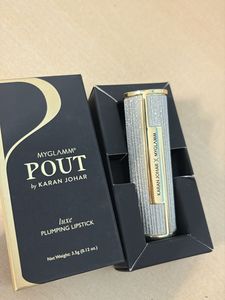 MYGLAMM®
POUT
by KARAN JOHAR
luxe
PLUMPING LIPSTICK
Net Weight: 3.5g (0.12 oz.)
KARAN JOHAR X MYGLAMM